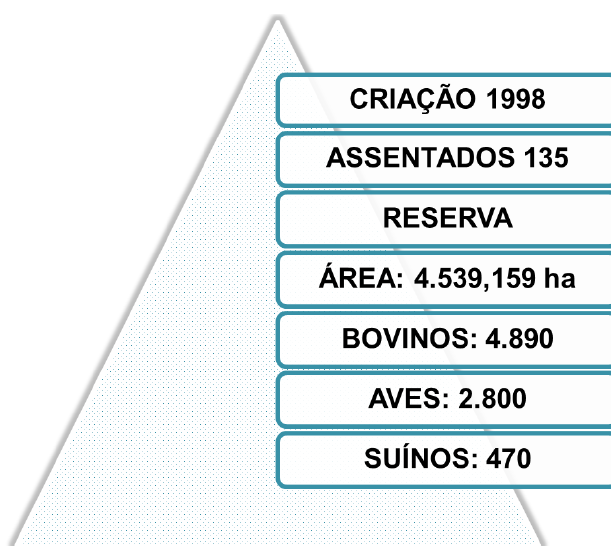 CRIAÇÃO 1998
ASSENTADOS 135
RESERVA
ÁREA: 4.539,159 ha
BOVINOS: 4.890
AVES: 2.800
SUÍNOS: 470